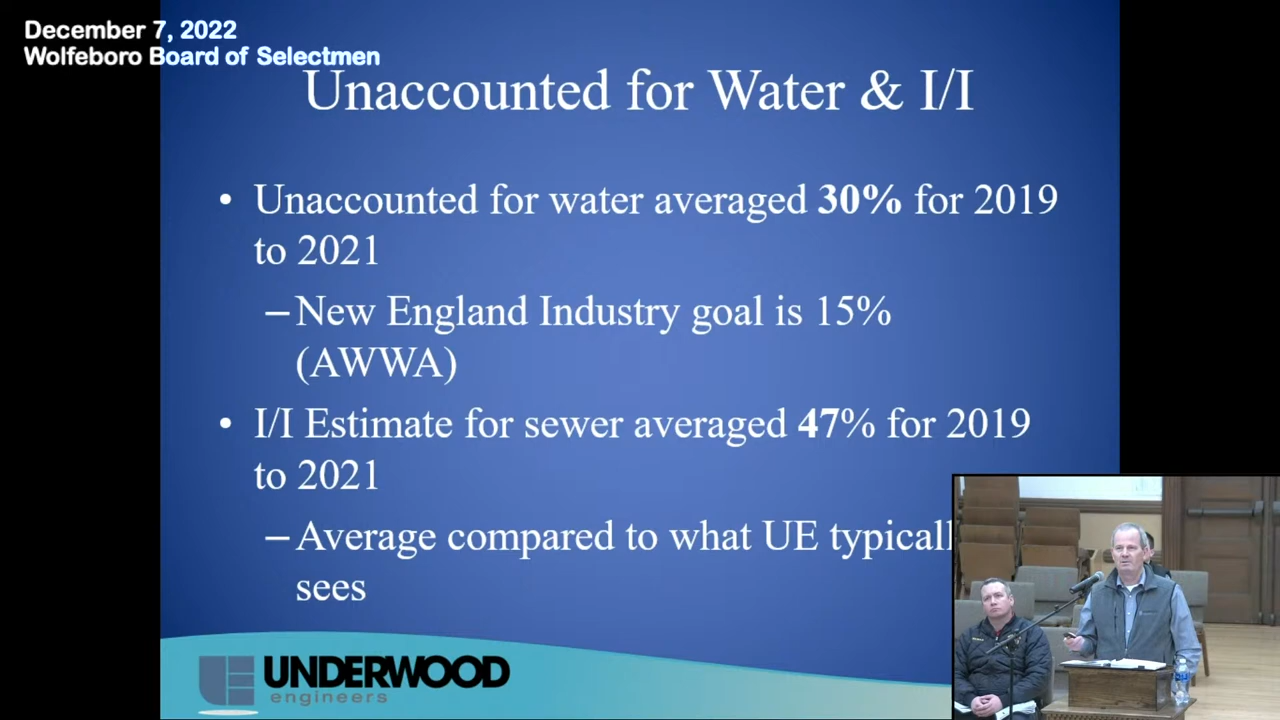 December 7, 2022
Wolfeboro Board of Selectmen
Unaccounted for Water & I/I
• Unaccounted for water averaged 30% for 2019
to 2021
– New England Industry goal is 15%
(AWWA)
• I/I Estimate for sewer averaged 47% for 2019
to 2021
– Average compared to what UE typicall
sees
UE UNDERWOOD
engineers